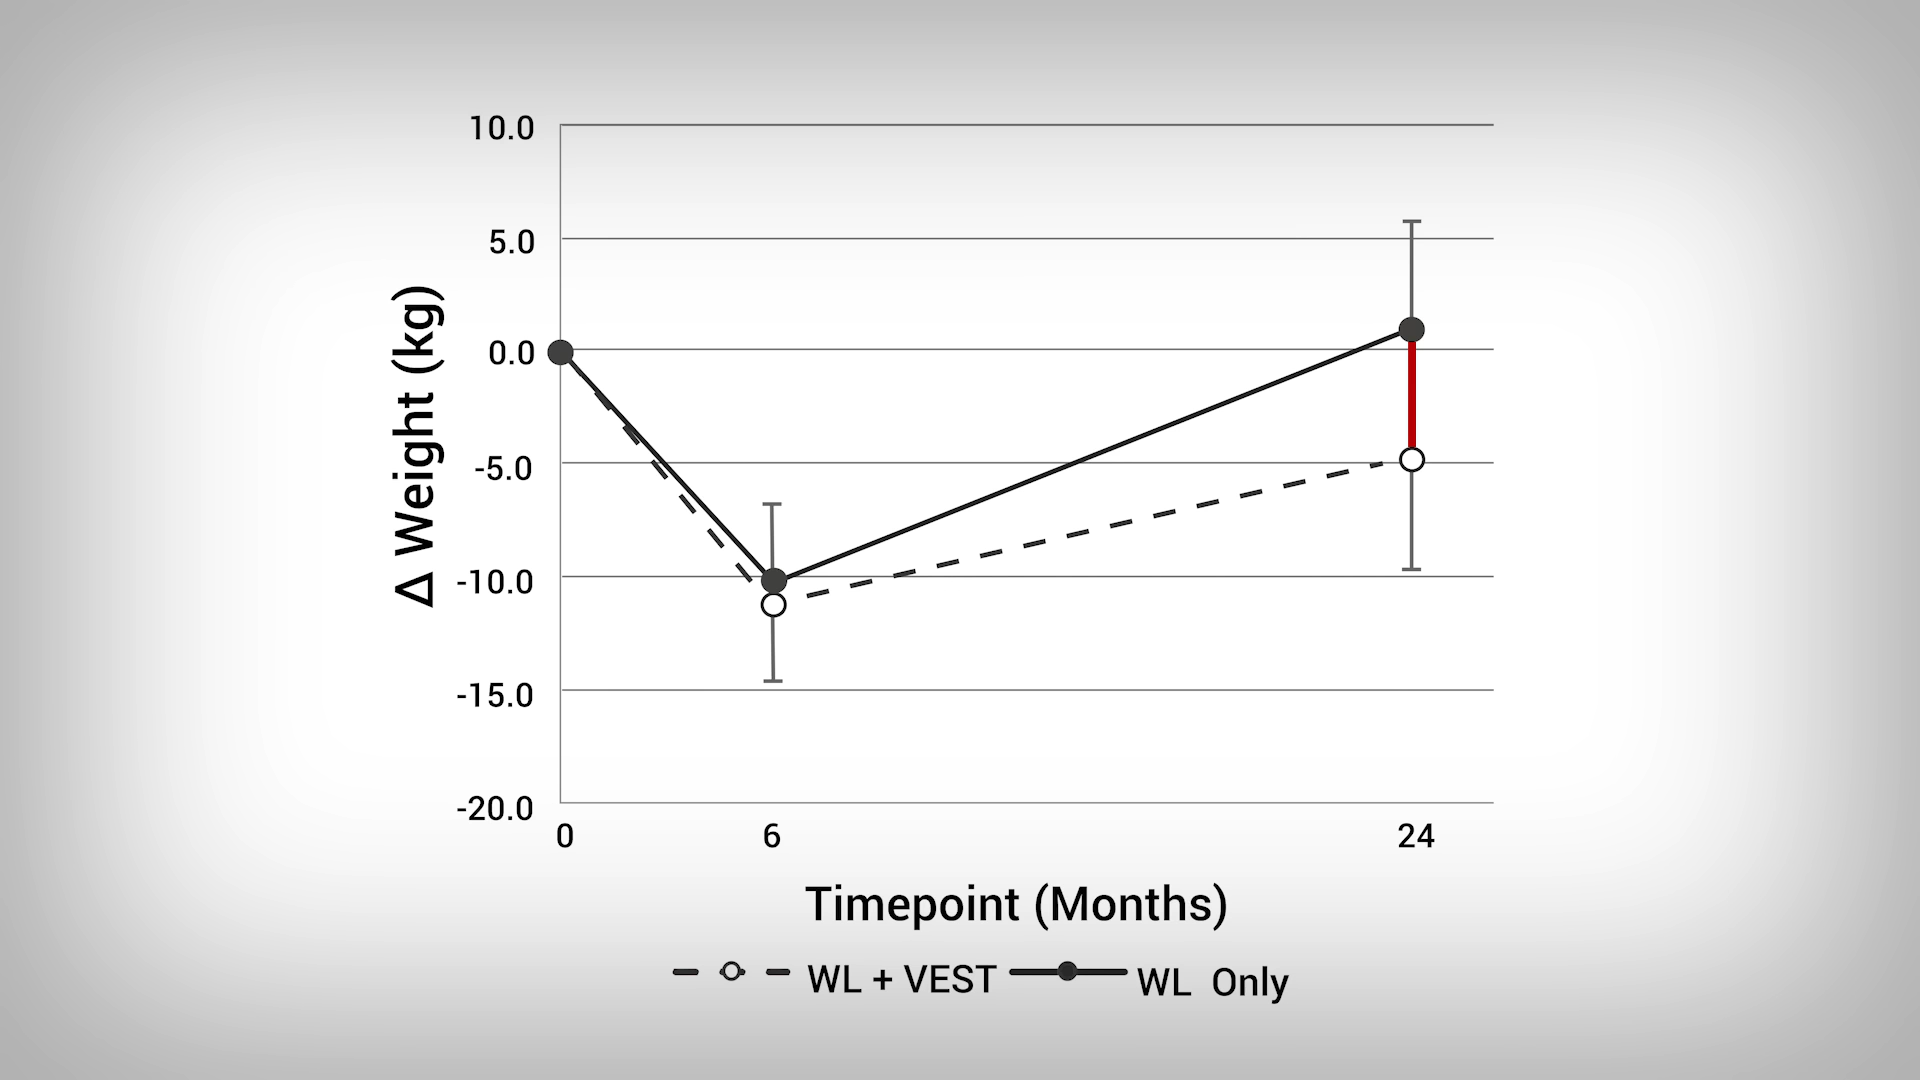 10.0
5.0
0.0
-5.0
-10.0
-15.0
-20.0
Δ Weight (kg)
0 6 24
Timepoint (Months)
WL + VEST WL Only